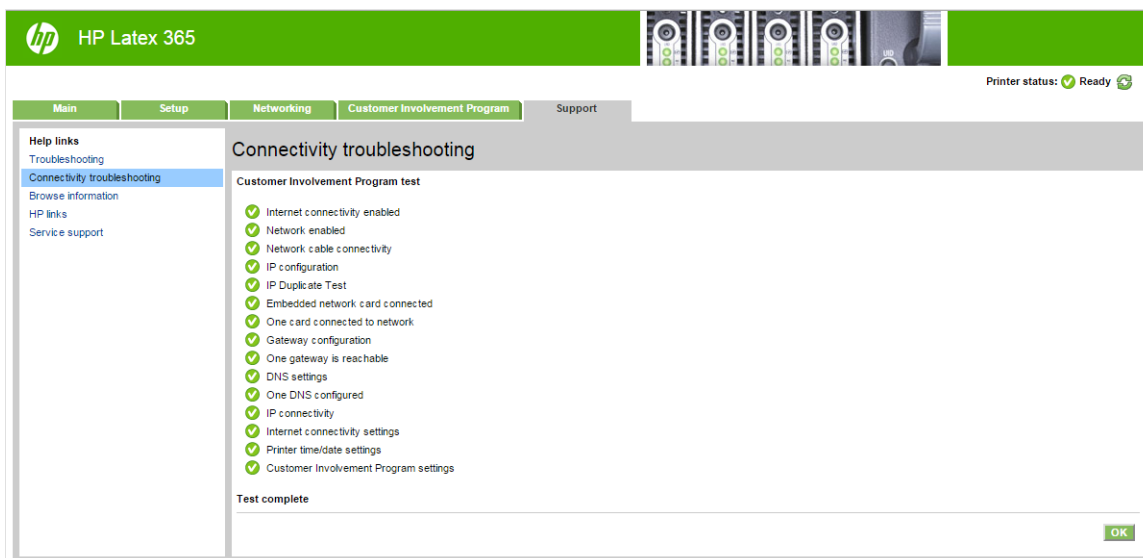 hp HP Latex 365
UID
Printer status: Ready
Main Setup Networking Customer Involvement Program Support
Help links
Troubleshooting
Connectivity troubleshooting
Browse information
HP links
Service support
Connectivity troubleshooting
Customer Involvement Program test
Internet connectivity enabled
Network enabled
Network cable connectivity
IP configuration
IP Duplicate Test
Embedded network card connected
One card connected to network
Gateway configuration
One gateway is reachable
DNS settings
One DNS configured
IP connectivity
Internet connectivity settings
Printer time/date settings
Customer Involvement Program settings
Test complete
OK